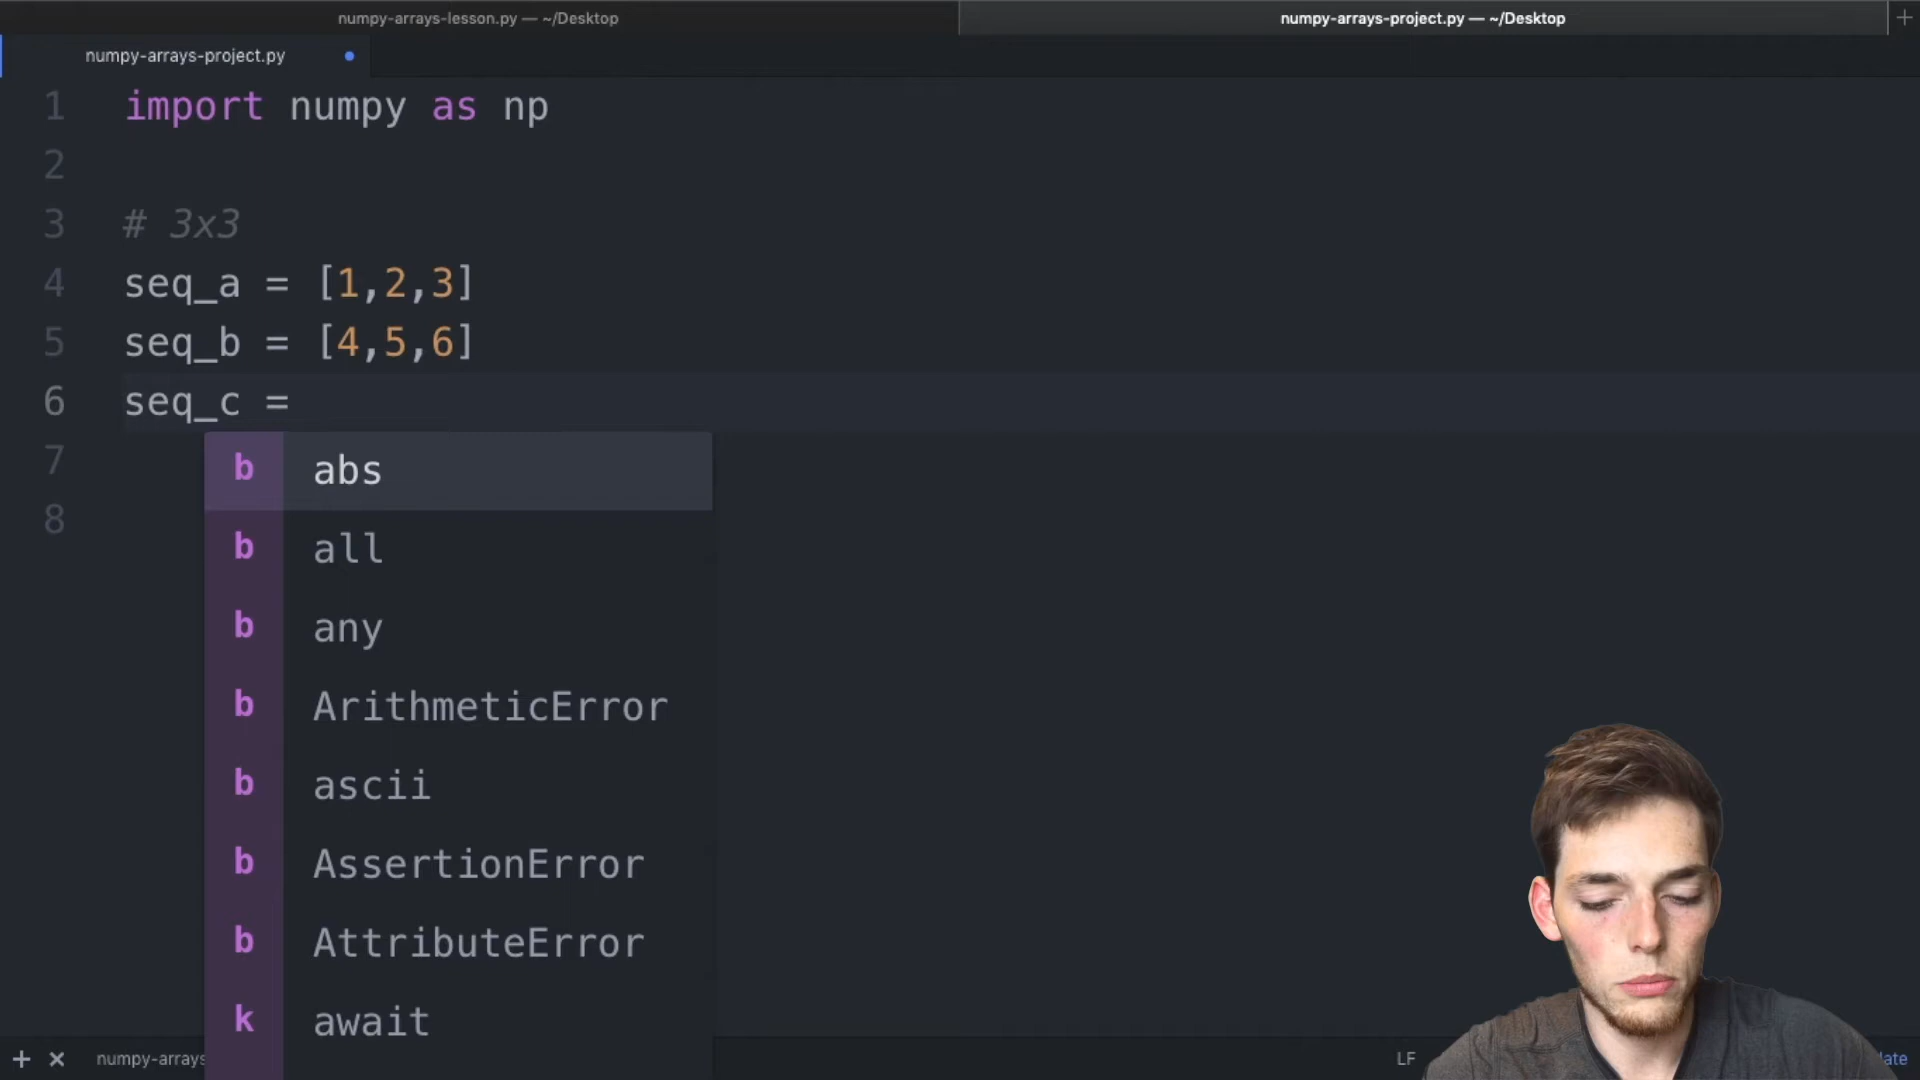 numpy-arrays-lesson.py — ~/Desktop
numpy-arrays-project.py — ~/Desktop
numpy-arrays-project.py
1 import numpy as np
2
3 # 3x3
4 seq_a = [1,2,3]
5 seq_b = [4,5,6]
6 seq_c =
7
8
b abs
b all
b any
b ArithmeticError
b ascii
b AssertionError
b AttributeError
k await
numpy-arrays
LF